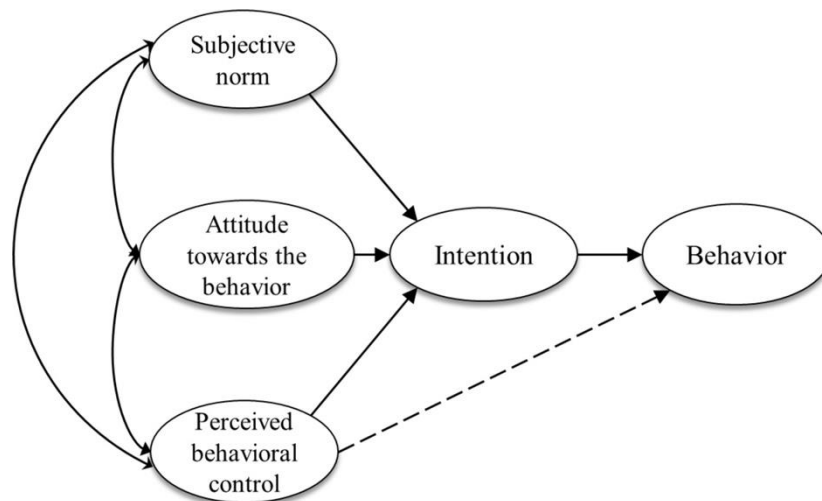 Subjective
norm
Attitude
towards the
behavior
Intention
Behavior
Perceived
behavioral
control